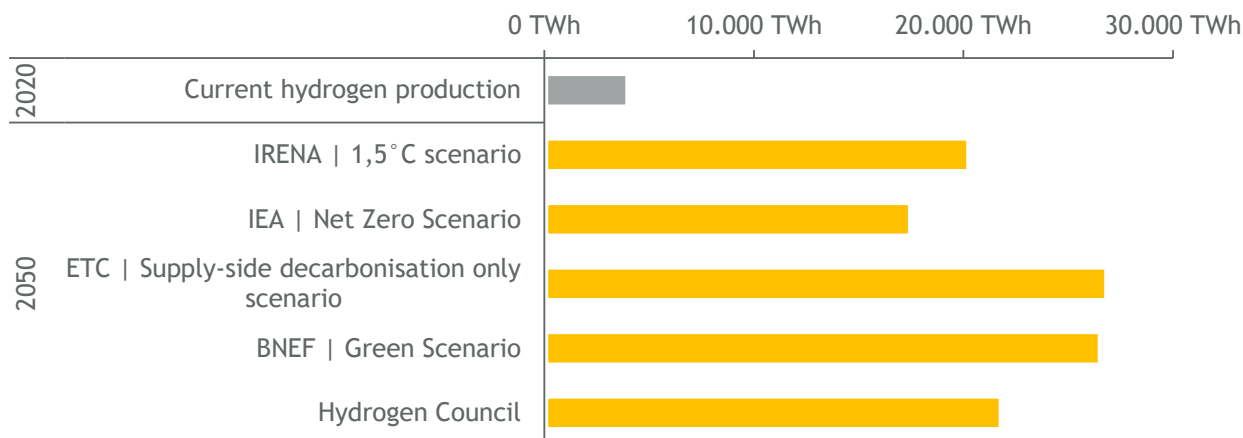 0 TWh 10.000 TWh 20.000 TWh 30.000 TWh
2020
Current hydrogen production
2050
IRENA | 1,5°C scenario
IEA | Net Zero Scenario
ETC | Supply-side decarbonisation only
scenario
BNEF | Green Scenario
Hydrogen Council